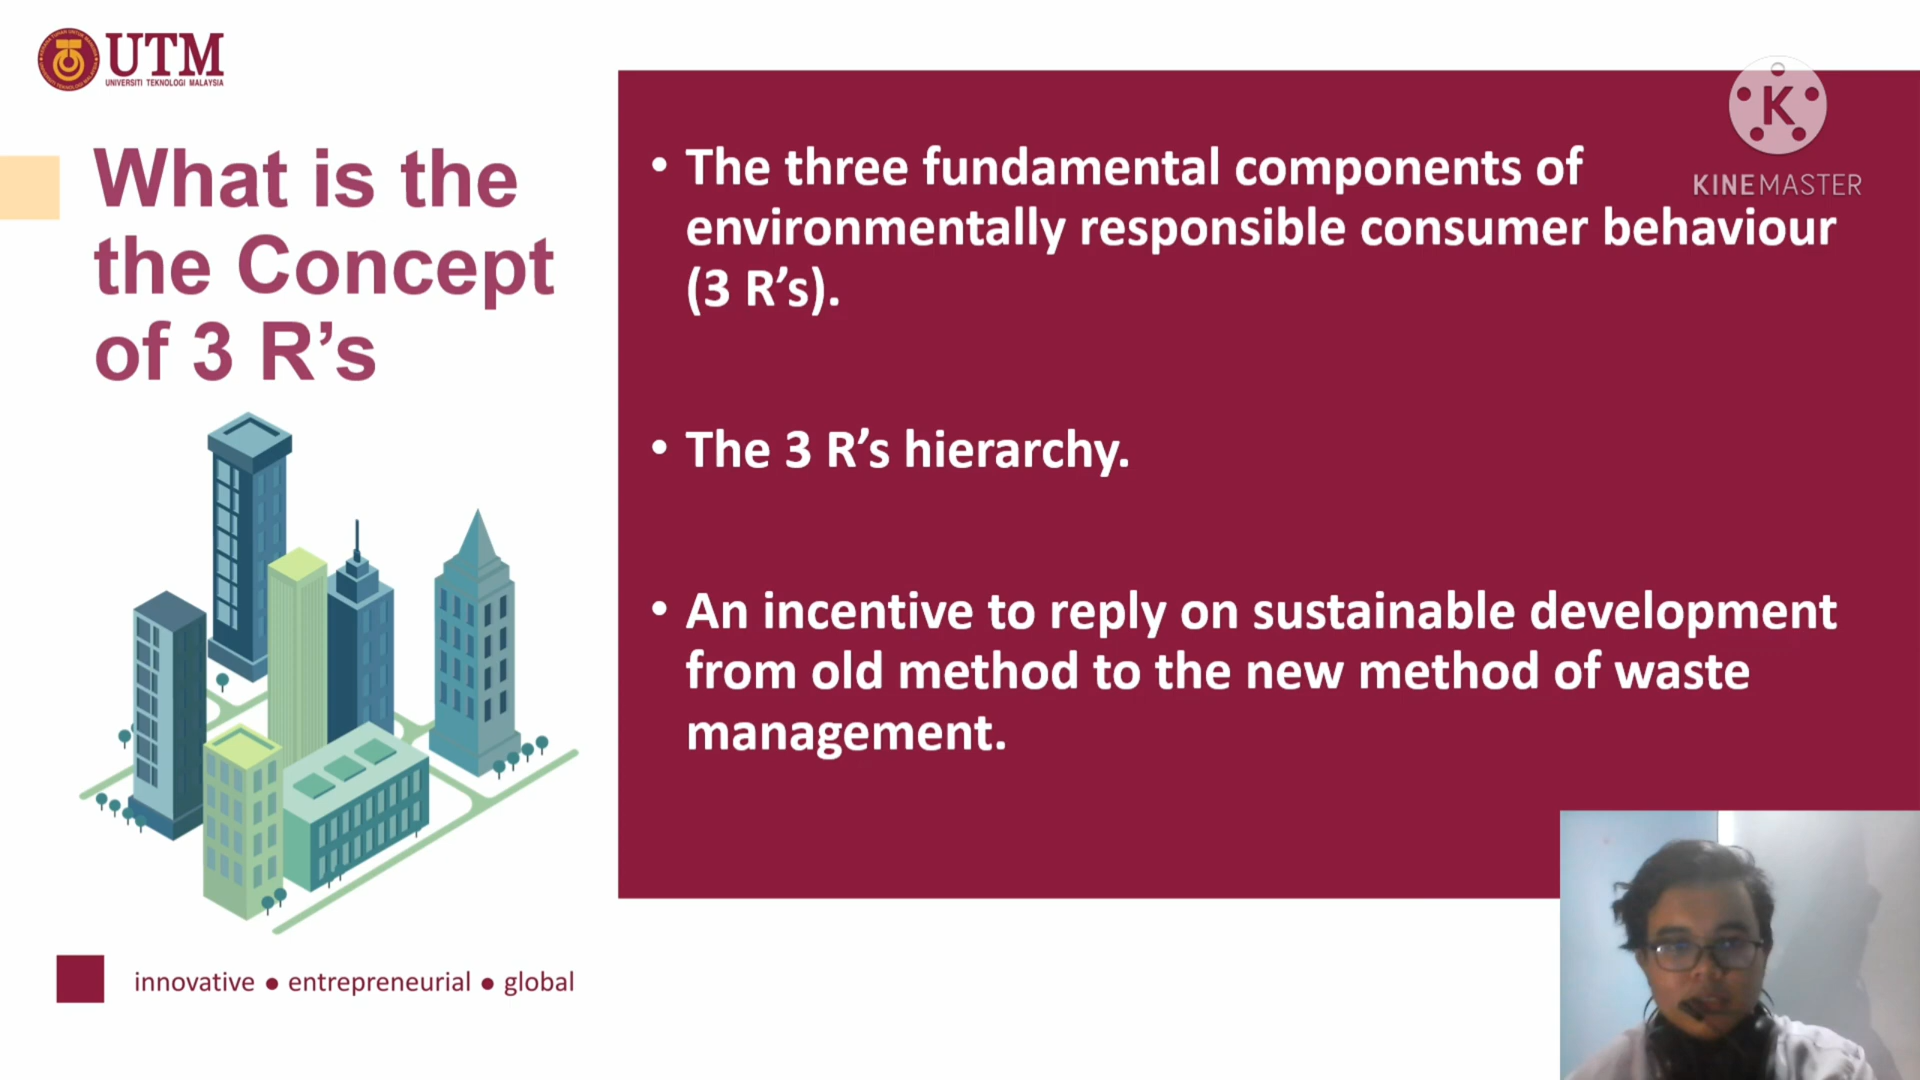 UTM
UNIVERSITI TEKNOLOGI MALAYSIA
What is the
the Concept
of 3 R’s
• The three fundamental components of
environmentally responsible consumer behaviour
(3 R’s).
• The 3 R’s hierarchy.
• An incentive to reply on sustainable development
from old method to the new method of waste
management.
K
KINEMASTER
innovative ● entrepreneurial ● global